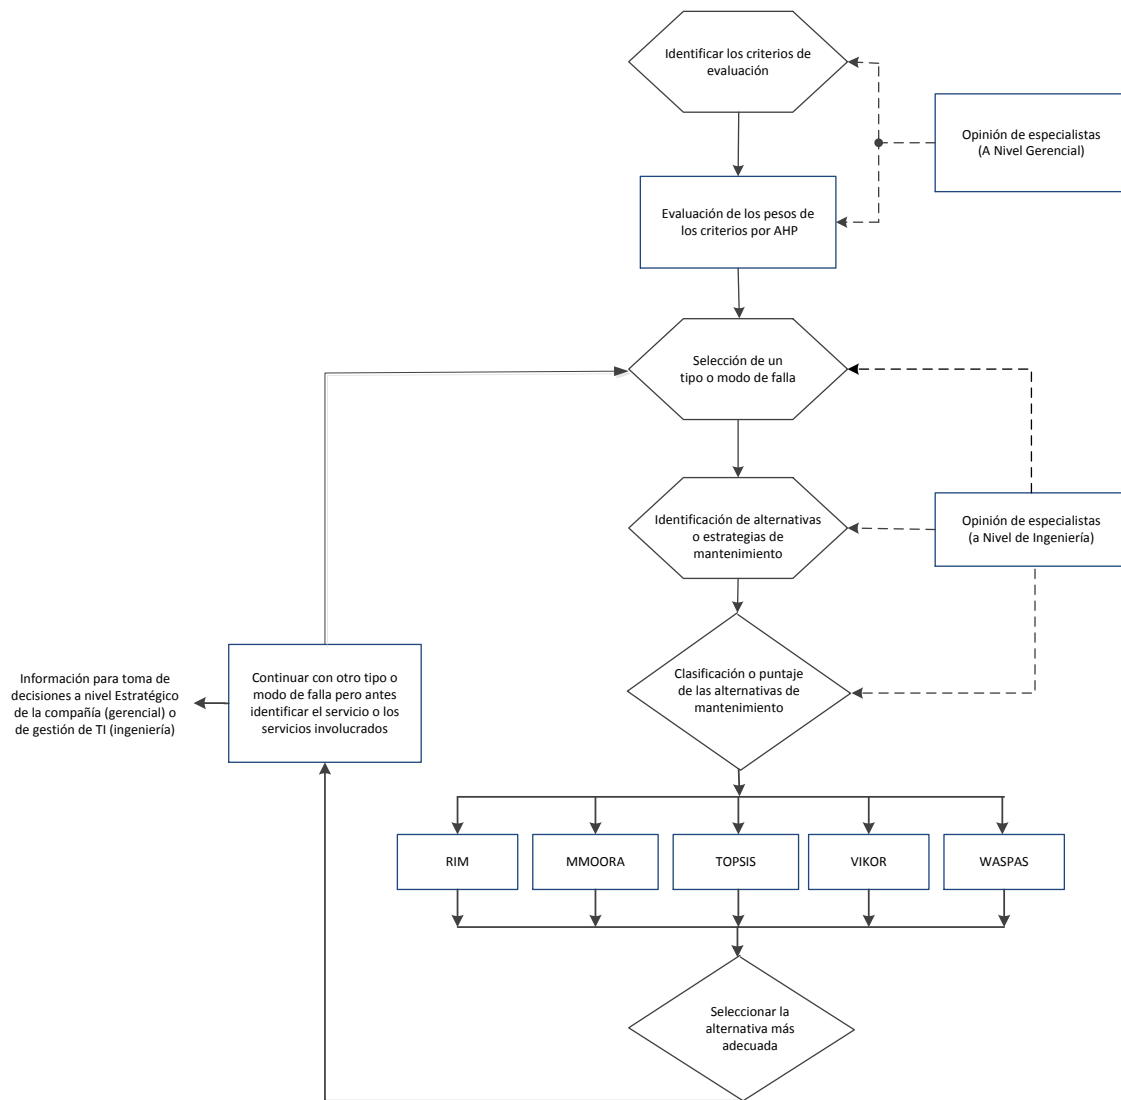 Identificar los criterios de
evaluación
Opinión de especialistas
(A Nivel Gerencial)
Evaluación de los pesos de
los criterios por AHP
Selección de un
tipo o modo de falla
Identificación de alternativas
o estrategias de
mantenimiento
Opinión de especialistas
(a Nivel de Ingeniería)
Clasificación o puntaje
de las alternativas de
mantenimiento
Continuar con otro tipo o
modo de falla pero antes
identificar el servicio o los
servicios involucrados
Información para toma de
decisiones a nivel Estratégico
de la compañía (gerencial) o
de gestión de TI (ingeniería)
RIM
MMOORA
TOPSIS
VIKOR
WASPAS
Seleccionar la
alternativa más
adecuada